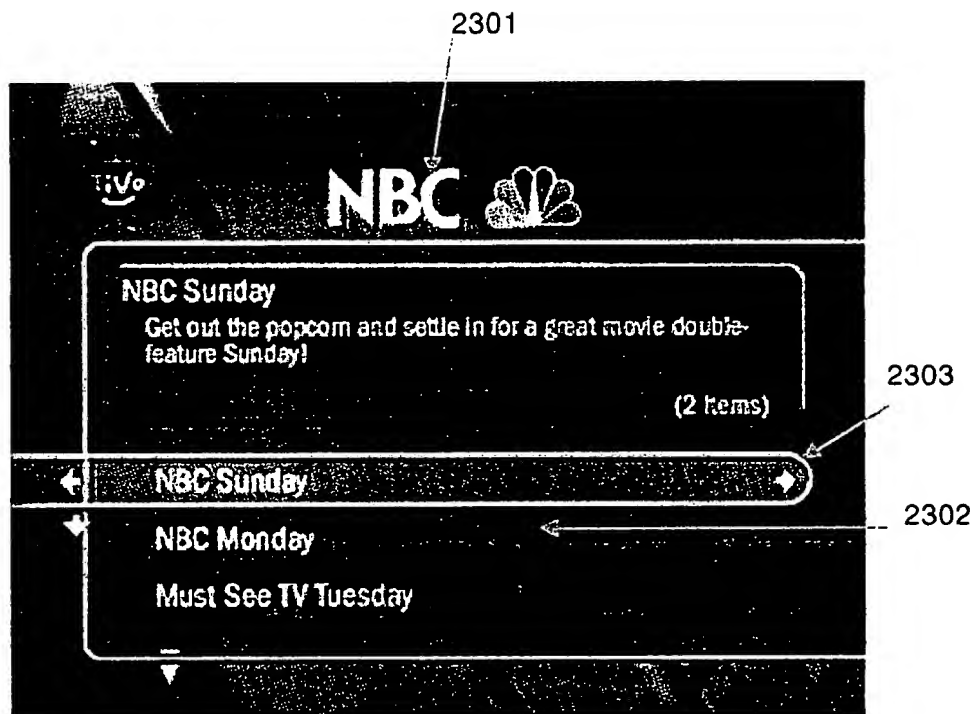 2301
TiVo
NBC
NBC Sunday
Get out the popcorn and settle in for a great movie double-
feature Sunday!
(2 Items)
2303
NBC Sunday
2302
NBC Monday
Must See TV Tuesday